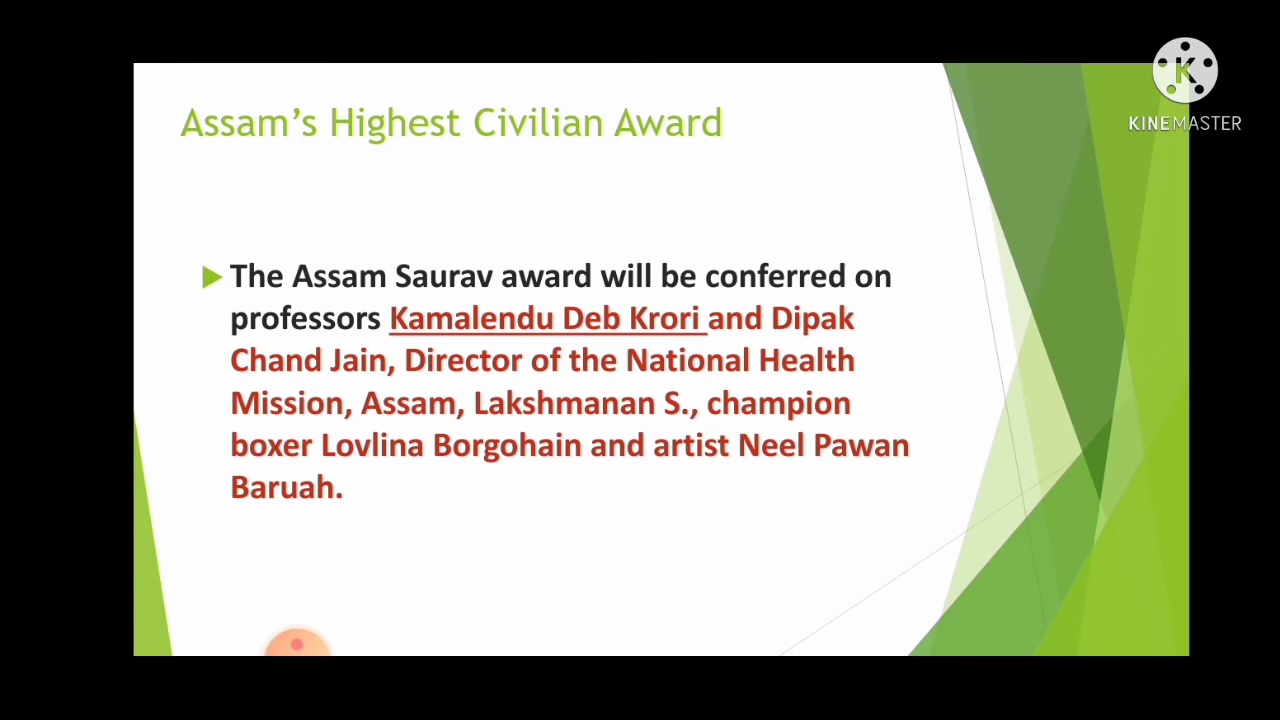 Assam's Highest Civilian Award
KINEMASTER
The Assam Saurav award will be conferred on
professors Kamalendu Deb Krori and Dipak
Chand Jain, Director of the National Health
Mission, Assam, Lakshmanan S., champion
boxer Lovlina Borgohain and artist Neel Pawan
Baruah.